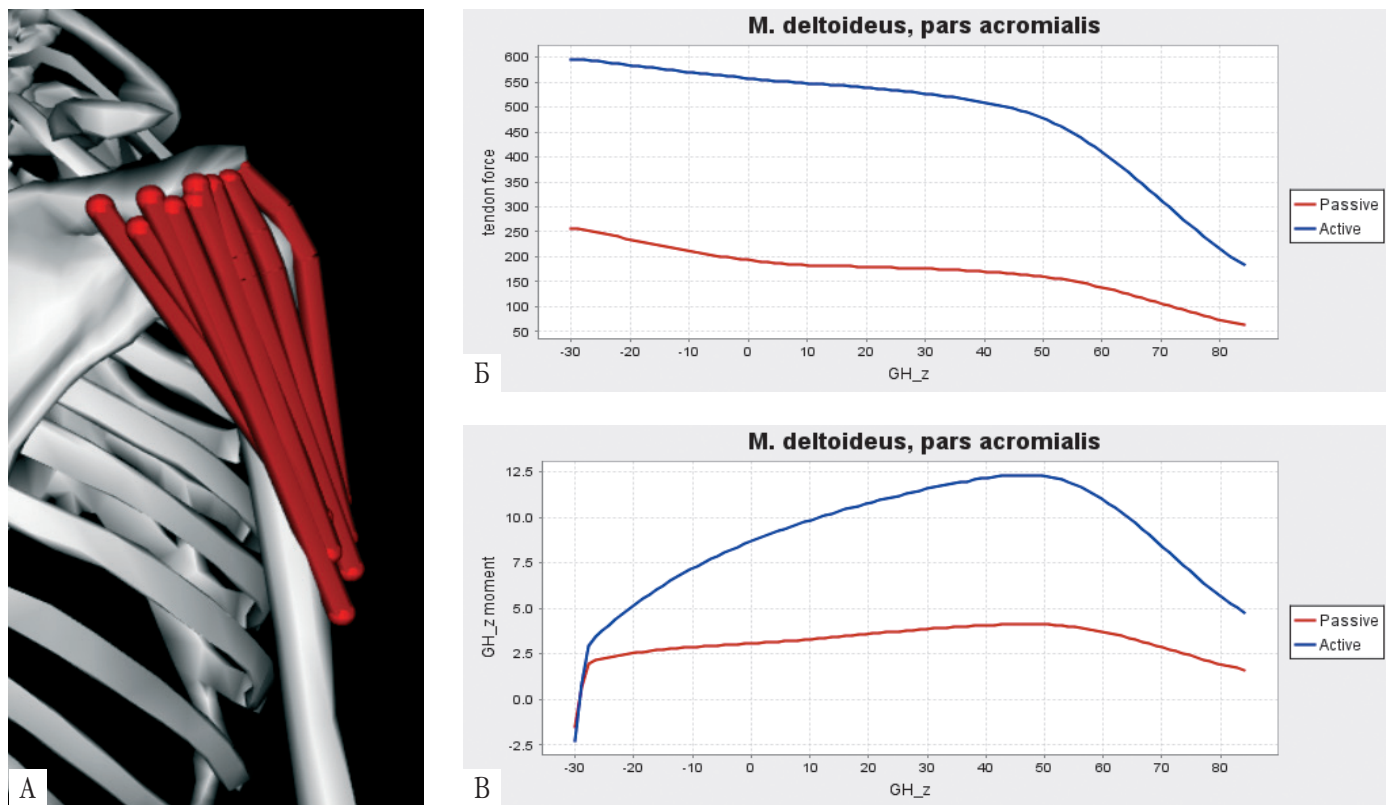 А
M. deltoideus, pars acromialis
600
550
500
450
400
350
300
250
200
150
100
50
tendon force
-30 -20 -10 0 10 20 30 40 50 60 70 80
GH_z
Passive
Active
Б
M. deltoideus, pars acromialis
12.5
10.0
7.5
5.0
2.5
0.0
-2.5
GH_z moment
-30 -20 -10 0 10 20 30 40 50 60 70 80
GH_z
Passive
Active
В